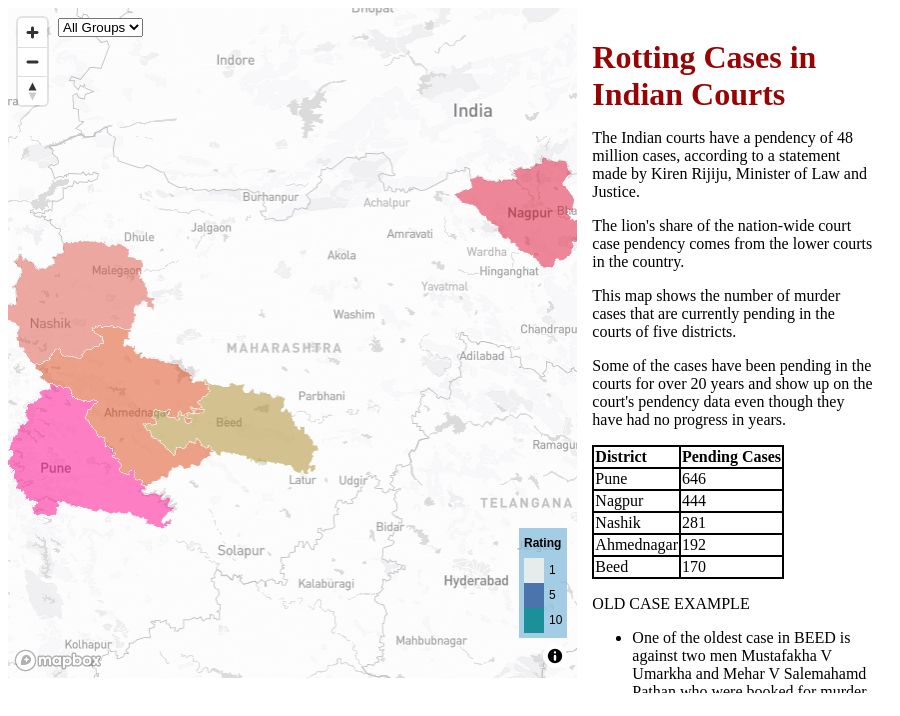 All Groups
Bhopal
Indore
India
Burhanpur
Achalpur
Nagpur
Dhule
Jalgaon
Amravati
Wardha
Akola
Malegaon
Hinganghat
Yavatmal
Nashik
Washim
Chandrapu
MAHARASHTRA
Adilabad
Parbhani
Ahmednaga
Beed
Ramagu
Pune
Latur
Udgir
TELANGANA
Bidar
Solapur
Hyderabad
Kalaburagi
Mahbubnagar
Kolhapur
mapbox
Rating
1
5
10
Rotting Cases in
Indian Courts
The Indian courts have a pendency of 48
million cases, according to a statement
made by Kiren Rijiju, Minister of Law and
Justice.
The lion's share of the nation-wide court
case pendency comes from the lower courts
in the country.
This map shows the number of murder
cases that are currently pending in the
courts of five districts.
Some of the cases have been pending in the
courts for over 20 years and show up on the
court's pendency data even though they
have had no progress in years.
District Pending Cases
Pune 646
Nagpur 444
Nashik 281
Ahmednagar 192
Beed 170
OLD CASE EXAMPLE
One of the oldest case in BEED is
against two men Mustafakha V
Umarkha and Mehar V Salemahamd
Pathan who were booked for murder